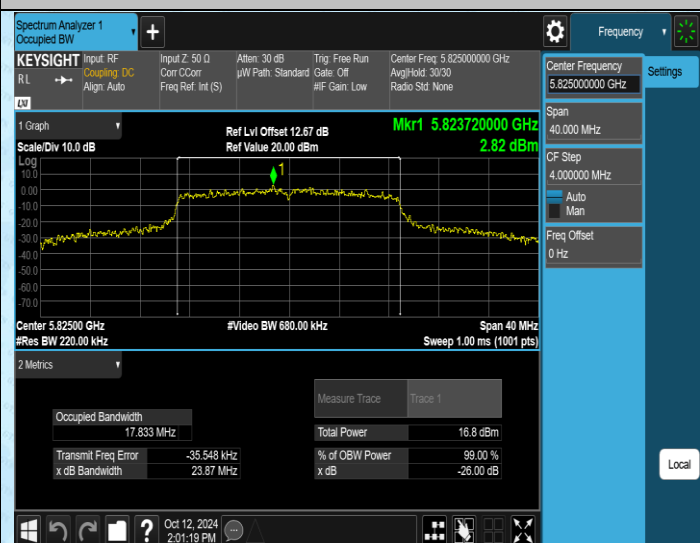 Spectrum Analyzer 1
Occupied BW
+
Frequency
KEYSIGHT
RL
LXI
Input: RF
Coupling: DC
Align: Auto
Input Z: 50 Ω
Corr CCorr
Freq Ref: Int (S)
Atten: 30 dB
µW Path: Standard
Trig: Free Run
Gate: Off
#IF Gain: Low
Center Freq: 5.825000000 GHz
Avg|Hold: 30/30
Radio Std: None
Center Frequency
5.825000000 GHz
Settings
Span
40.000 MHz
CF Step
4.000000 MHz
Auto
Man
Freq Offset
0 Hz
1 Graph
Scale/Div 10.0 dB
Ref Lvl Offset 12.67 dB
Ref Value 20.00 dBm
Mkr1 5.823720000 GHz
2.82 dBm
Log
10.0
0.00
-10.0
-20.0
-30.0
-40.0
-50.0
-60.0
-70.0
1
Center 5.82500 GHz
#Res BW 220.00 kHz
#Video BW 680.00 kHz
Span 40 MHz
Sweep 1.00 ms (1001 pts)
2 Metrics
Measure Trace
Trace 1
Occupied Bandwidth
17.833 MHz
Total Power
16.8 dBm
Transmit Freq Error
-35.548 kHz
% of OBW Power
99.00 %
x dB Bandwidth
23.87 MHz
x dB
-26.00 dB
Local
?
Oct 12, 2024
2:01:19 PM